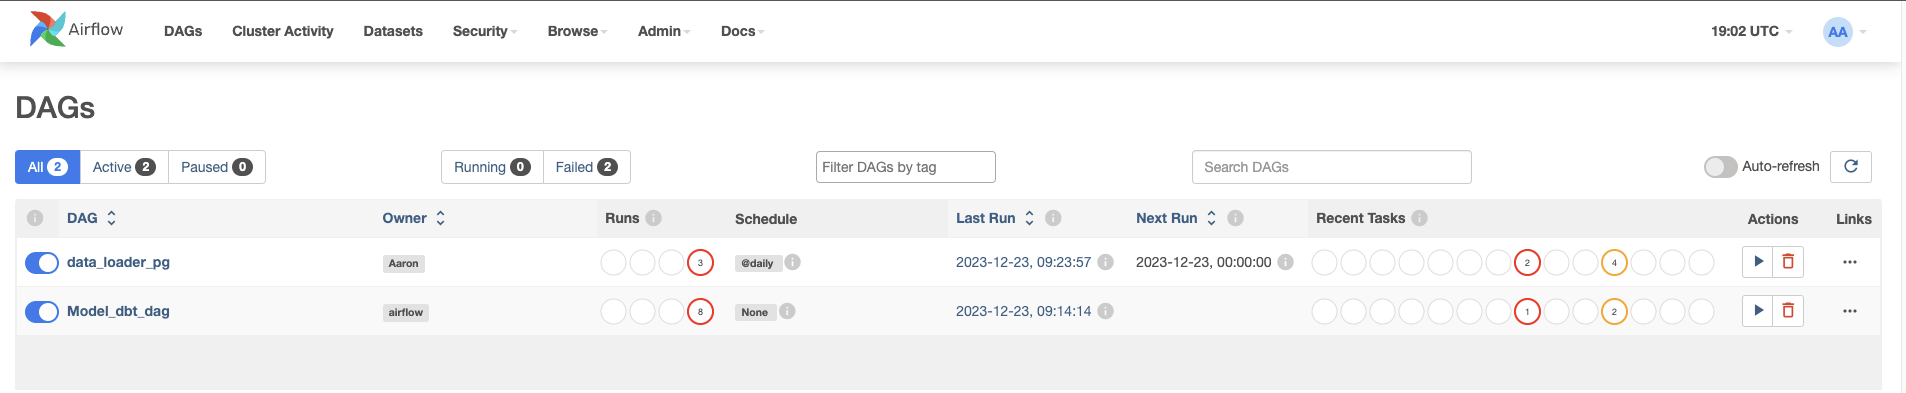 Airflow DAGs Cluster Activity Datasets Security Browse Admin Docs 19:02 UTC AA
DAGs
All 2 Active 2 Paused 0 Running 0 Failed 2 Filter DAGs by tag Search DAGs Auto-refresh
i DAG Owner Runs i Schedule Last Run i Next Run i Recent Tasks i Actions Links
data_loader_pg Aaron 3 @daily i 2023-12-23, 09:23:57 i 2023-12-23, 00:00:00 i 2 4 ...
Model_dbt_dag airflow 8 None i 2023-12-23, 09:14:14 i 1 2 ...